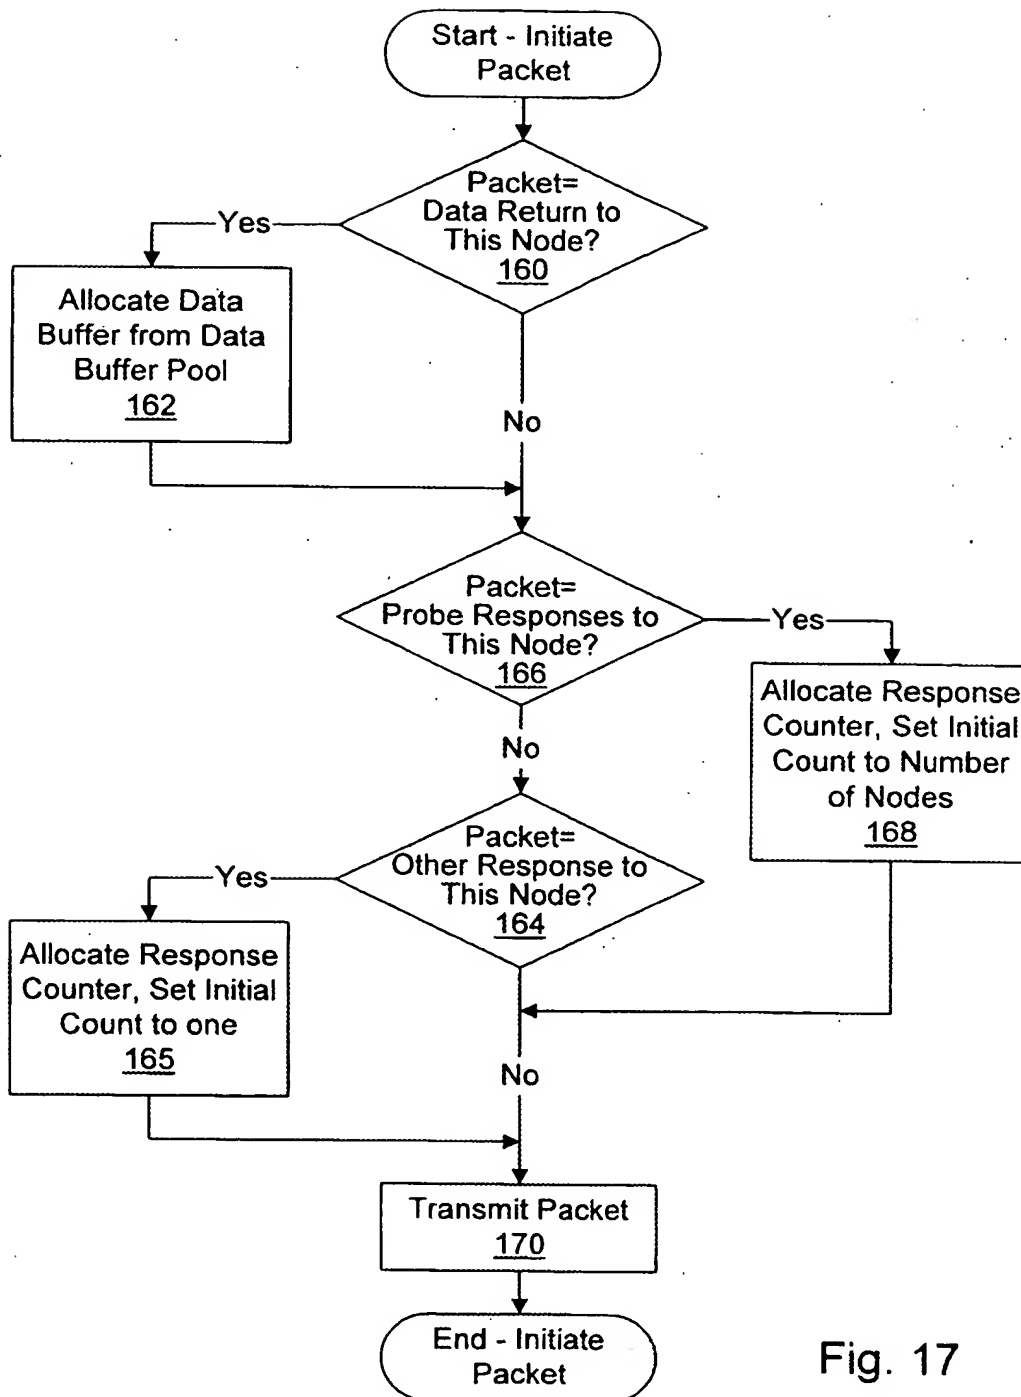 Start - Initiate
Packet
Packet=
Data Return to
This Node?
160
Yes
Allocate Data
Buffer from Data
Buffer Pool
162
No
Packet=
Probe Responses to
This Node?
166
Yes
Allocate Response
Counter, Set Initial
Count to Number
of Nodes
168
No
Packet=
Other Response to
This Node?
164
Yes
Allocate Response
Counter, Set Initial
Count to one
165
No
Transmit Packet
170
End - Initiate
Packet
Fig. 17